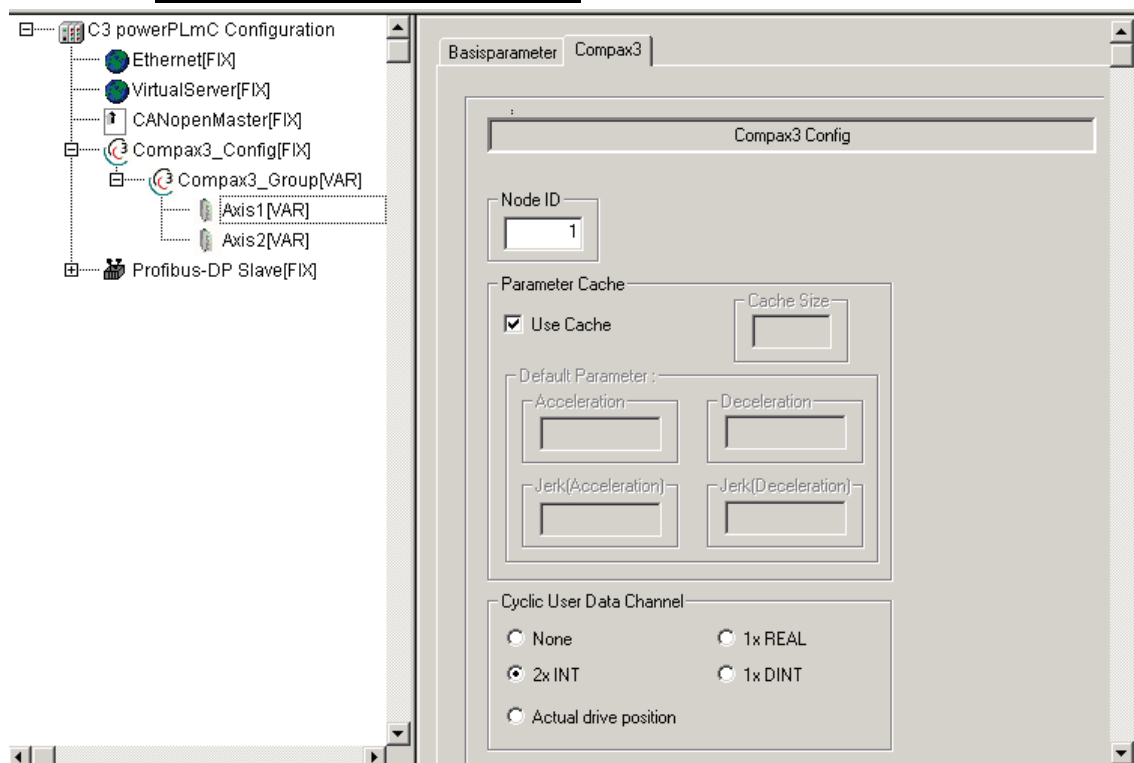 C3 powerPLmC Configuration
Ethernet[FIX]
VirtualServer[FIX]
CANopenMaster[FIX]
Compax3_Config[FIX]
Compax3_Group[VAR]
Axis1[VAR]
Axis2[VAR]
Profibus-DP Slave[FIX]
Basisparameter Compax3
:
Compax3 Config
Node ID
1
Parameter Cache
Cache Size
Use Cache
Default Parameter :
Acceleration Deceleration
Jerk(Acceleration) Jerk(Deceleration)
Cyclic User Data Channel
None 1x REAL
2x INT 1x DINT
Actual drive position